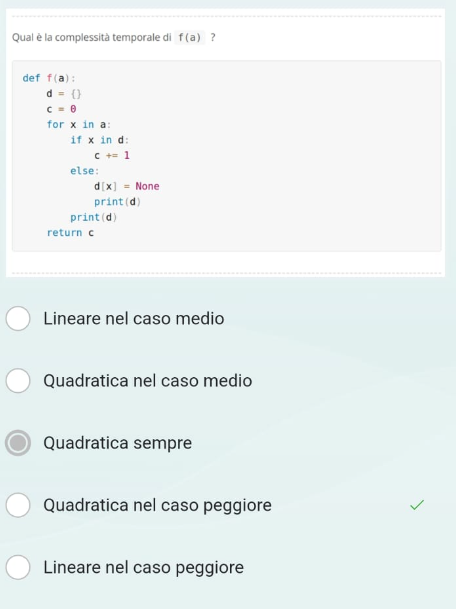 Qual è la complessità temporale di f(a) ?
def f(a):
    d = {}
    c = 0
    for x in a:
        if x in d:
            c += 1
        else:
            d[x] = None
            print(d)
        print(d)
    return c
Lineare nel caso medio
Quadratica nel caso medio
Quadratica sempre
Quadratica nel caso peggiore
Lineare nel caso peggiore